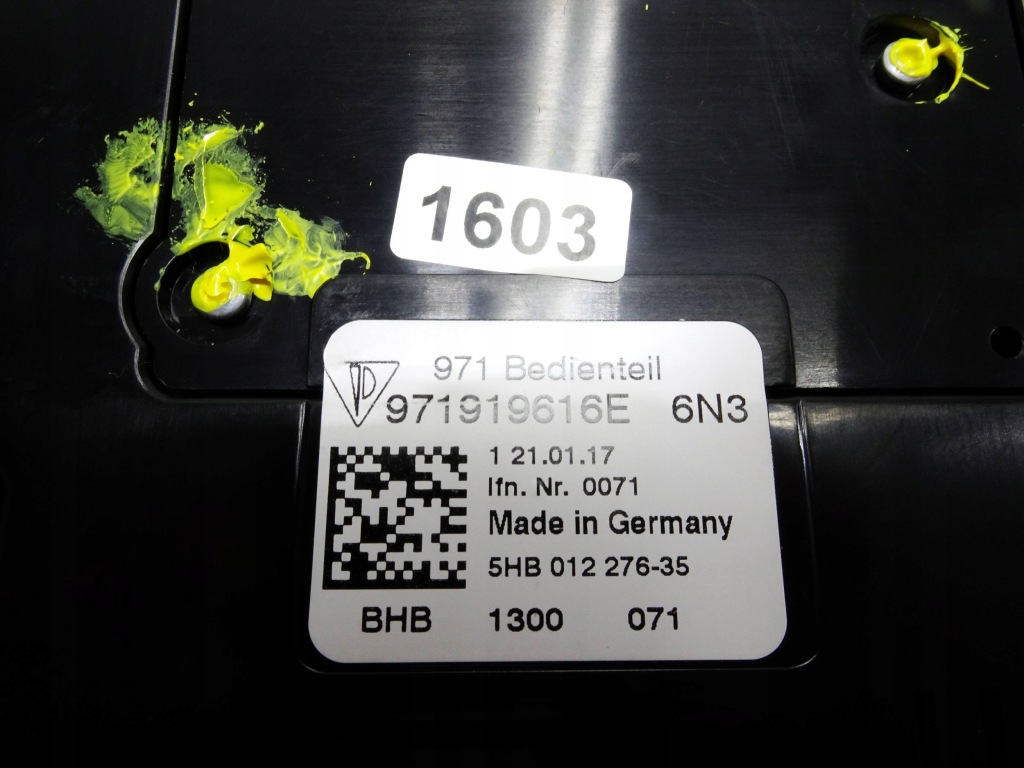 1603
971 Bedienteil
971919616E 6N3
1 21.01.17
lfn. Nr. 0071
Made in Germany
5HB 012 276-35
BHB 1300 071